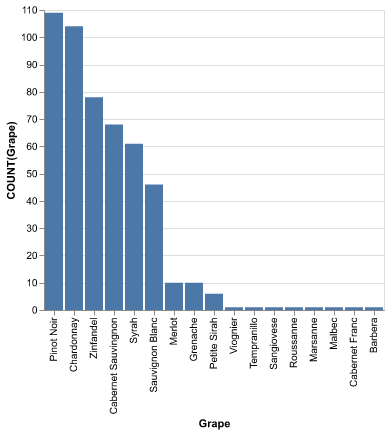 COUNT(Grape)
110
100
90
80
70
60
50
40
30
20
10
0
Pinot Noir
Chardonnay
Zinfandel
Cabernet Sauvingnon
Syrah
Sauvignon Blanc
Merlot
Grenache
Petite Sirah
Viognier
Tempranillo
Sangiovese
Roussanne
Marsanne
Malbec
Cabernet Franc
Barbera
Grape